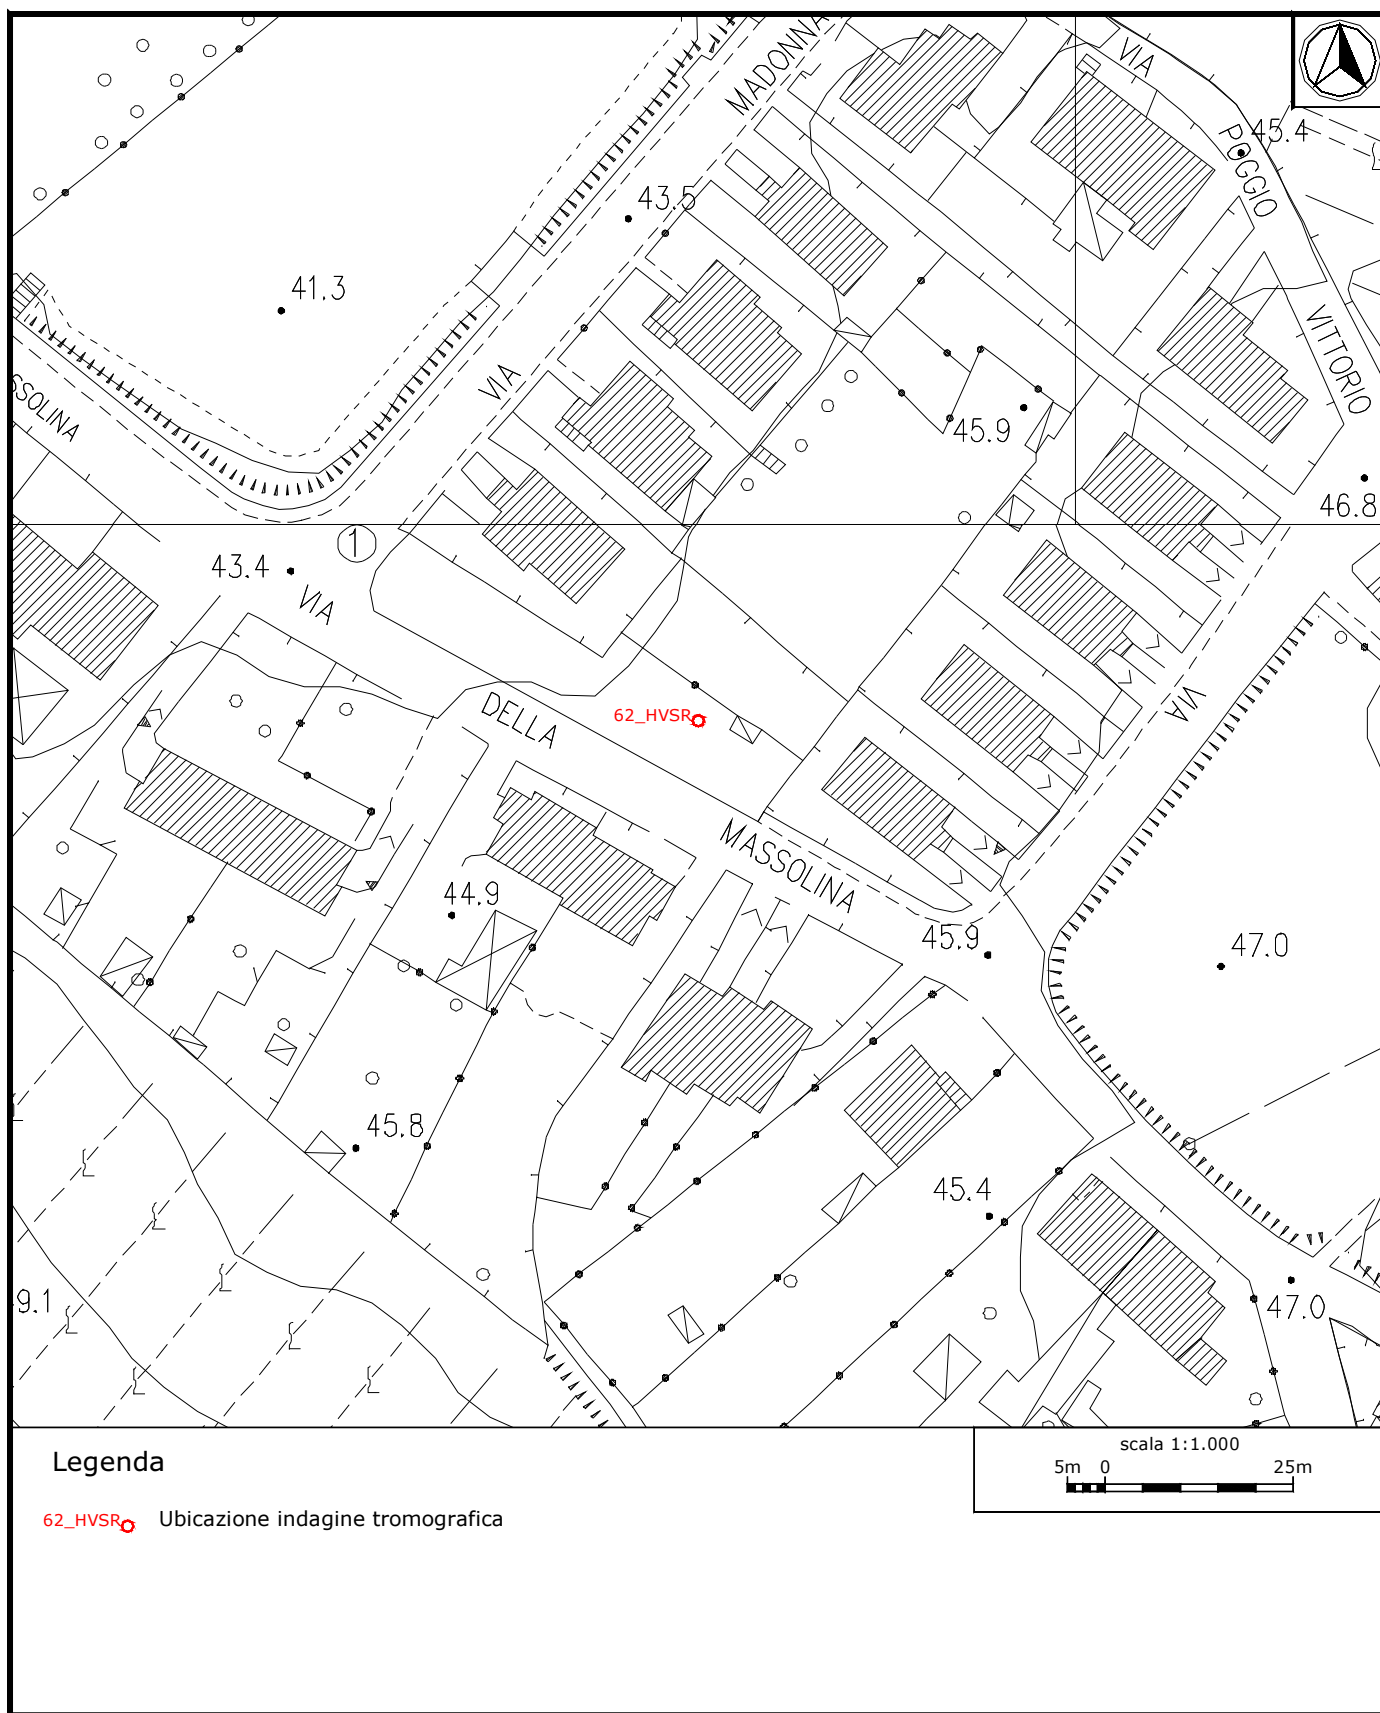 MADONNA
VIA
POGGIO
45.4
43.5
41.3
VITTORIO
VIA
SSOLINA
45.9
46.8
1
43.4
VIA
VIA
62_HVSR
DELLA
MASSOLINA
44.9
45.9
47.0
45.8
45.4
9.1
47.0
Legenda
62_HVSR Ubicazione indagine tromografica
scala 1:1.000
5m 0 25m